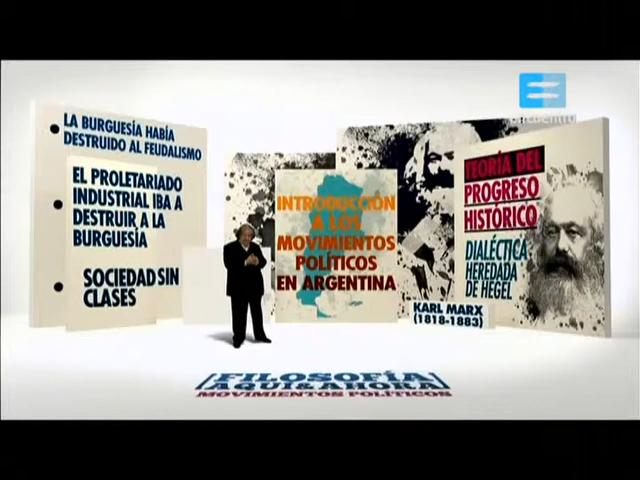 LA BURGUESÍA HABÍA
DESTRUIDO AL FEUDALISMO
EL PROLETARIADO
INDUSTRIAL IBA A
DESTRUIR A LA
BURGUESÍA
SOCIEDAD SIN
CLASES
INTRODUCCIÓN
A LOS
MOVIMIENTOS
POLÍTICOS
EN ARGENTINA
ENCUENTRO
TEORÍA DEL
PROGRESO
HISTÓRICO
DIALÉCTICA
HEREDADA
DE HEGEL
KARL MARX
(1818-1883)
FILOSOFÍA
AQUÍ&AHORA
MOVIMIENTOS POLÍTICOS